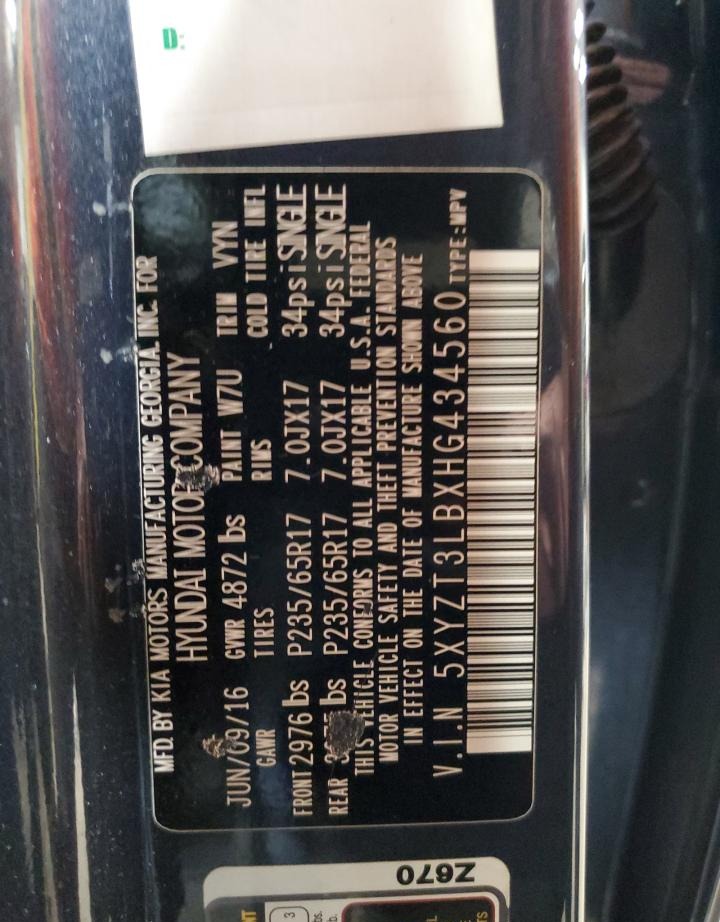 MFD. BY KIA MOTORS MANUFACTURING GEORGIA. INC. FOR
HYUNDAI MOTOR COMPANY
JUN/09/16 GVWR 4872 bs PAINT W7U TRIM VYN
GAWR TIRES RIMS COLD TIRE INFL
FRONT 2976 bs P235/65R17 7.0JX17 34psi SINGLE
REAR bs P235/65R17 7.0JX17 34psi SINGLE
THIS VEHICLE CONFORMS TO ALL APPLICABLE U.S.A. FEDERAL
MOTOR VEHICLE SAFETY AND THEFT PREVENTION STANDARDS
IN EFFECT ON THE DATE OF MANUFACTURE SHOWN ABOVE
V.I.N 5XYZT3LBXHG434560 TYPE:MPV
Z670